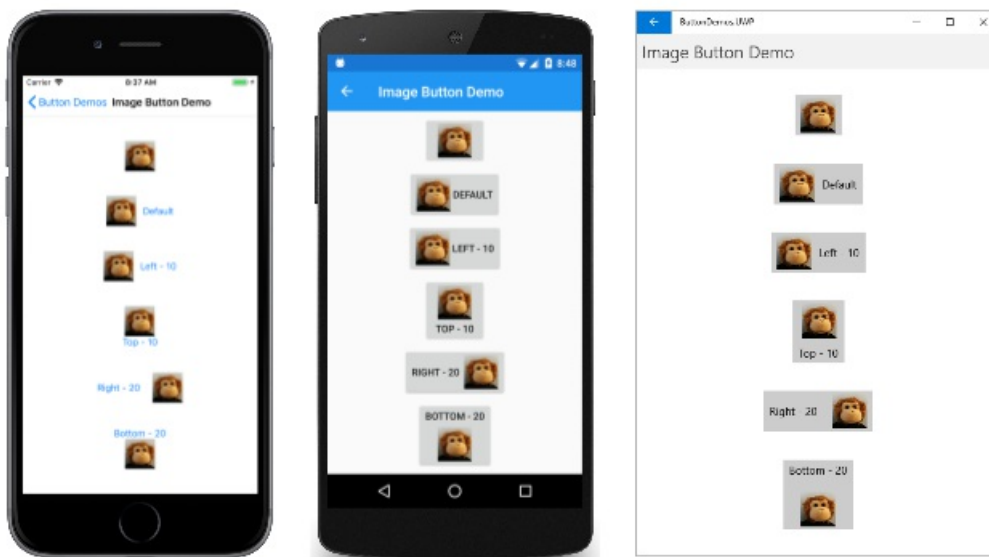 Carrier 8:37 AM
Button Demos Image Button Demo
Default
Left - 10
Top - 10
Right - 20
Bottom - 20
8:48
Image Button Demo
DEFAULT
LEFT - 10
TOP - 10
RIGHT - 20
BOTTOM - 20
ButtonDemos.UWP
Image Button Demo
Default
Left - 10
Top - 10
Right - 20
Bottom - 20